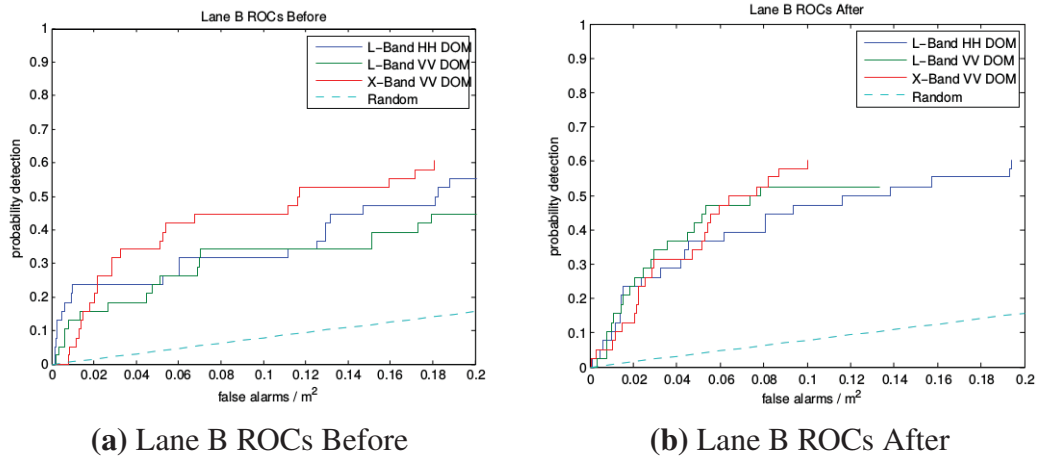 Lane B ROCs Before
L-Band HH DOM
L-Band VV DOM
X-Band VV DOM
Random
probability detection
1
0.9
0.8
0.7
0.6
0.5
0.4
0.3
0.2
0.1
0
0 0.02 0.04 0.06 0.08 0.1 0.12 0.14 0.16 0.18 0.2
false alarms / m²
(a) Lane B ROCs Before
Lane B ROCs After
L-Band HH DOM
L-Band VV DOM
X-Band VV DOM
Random
probability detection
1
0.9
0.8
0.7
0.6
0.5
0.4
0.3
0.2
0.1
0
0 0.02 0.04 0.06 0.08 0.1 0.12 0.14 0.16 0.18 0.2
false alarms / m²
(b) Lane B ROCs After